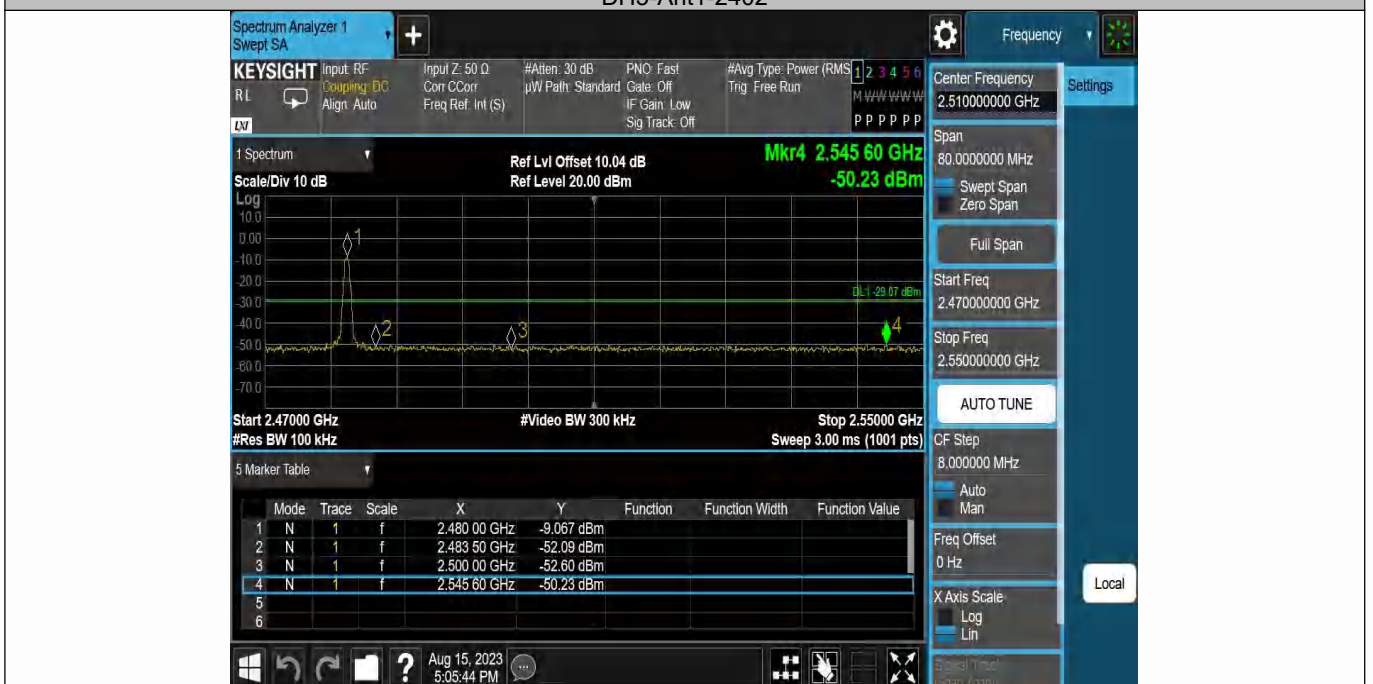 DH5-Ant1-2402
Spectrum Analyzer 1
Swept SA
+
Frequency
KEYSIGHT
RL
LXI
Input: RF
Coupling: DC
Align: Auto
Input Z: 50 Ω
Corr CCorr
Freq Ref: Int (S)
#Atten: 30 dB
µW Path: Standard
PNO: Fast
Gate: Off
IF Gain: Low
Sig Track: Off
#Avg Type: Power (RMS
Trig: Free Run
1 2 3 4 5 6
M W W W W W
P P P P P P
Center Frequency
2.510000000 GHz
Settings
Span
80.0000000 MHz
Swept Span
Zero Span
Full Span
Start Freq
2.470000000 GHz
Stop Freq
2.550000000 GHz
AUTO TUNE
CF Step
8.000000 MHz
Auto
Man
Freq Offset
0 Hz
X Axis Scale
Log
Lin
Signal Track
Local
1 Spectrum
Scale/Div 10 dB
Ref Lvl Offset 10.04 dB
Ref Level 20.00 dBm
Mkr4 2.545 60 GHz
-50.23 dBm
Log
10.0
0.00
-10.0
-20.0
-30.0
-40.0
-50.0
-60.0
-70.0
1
2
3
4
DL1 -29.07 dBm
Start 2.47000 GHz
#Video BW 300 kHz
Stop 2.55000 GHz
#Res BW 100 kHz
Sweep 3.00 ms (1001 pts)
5 Marker Table
Mode Trace Scale X Y Function Function Width Function Value
1 N 1 f 2.480 00 GHz -9.067 dBm
2 N 1 f 2.483 50 GHz -52.09 dBm
3 N 1 f 2.500 00 GHz -52.60 dBm
4 N 1 f 2.545 60 GHz -50.23 dBm
5
6
?
Aug 15, 2023
5:05:44 PM